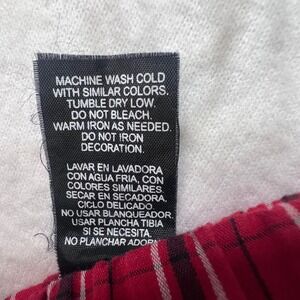 MACHINE WASH COLD
WITH SIMILAR COLORS.
TUMBLE DRY LOW.
DO NOT BLEACH.
WARM IRON AS NEEDED.
DO NOT IRON
DECORATION.
LAVAR EN LAVADORA
CON AGUA FRIA, CON
COLORES SIMILARES.
SECAR EN SECADORA.
CICLO DELICADO.
NO USAR BLANQUEADOR.
USAR PLANCHA TIBIA
SI SE NECESITA.
NO PLANCHAR